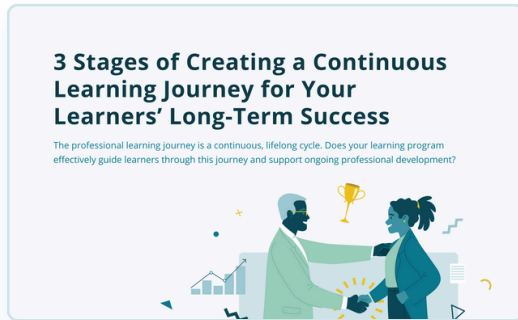 3 Stages of Creating a Continuous
Learning Journey for Your
Learners’ Long-Term Success
The professional learning journey is a continuous, lifelong cycle. Does your learning program
effectively guide learners through this journey and support ongoing professional development?